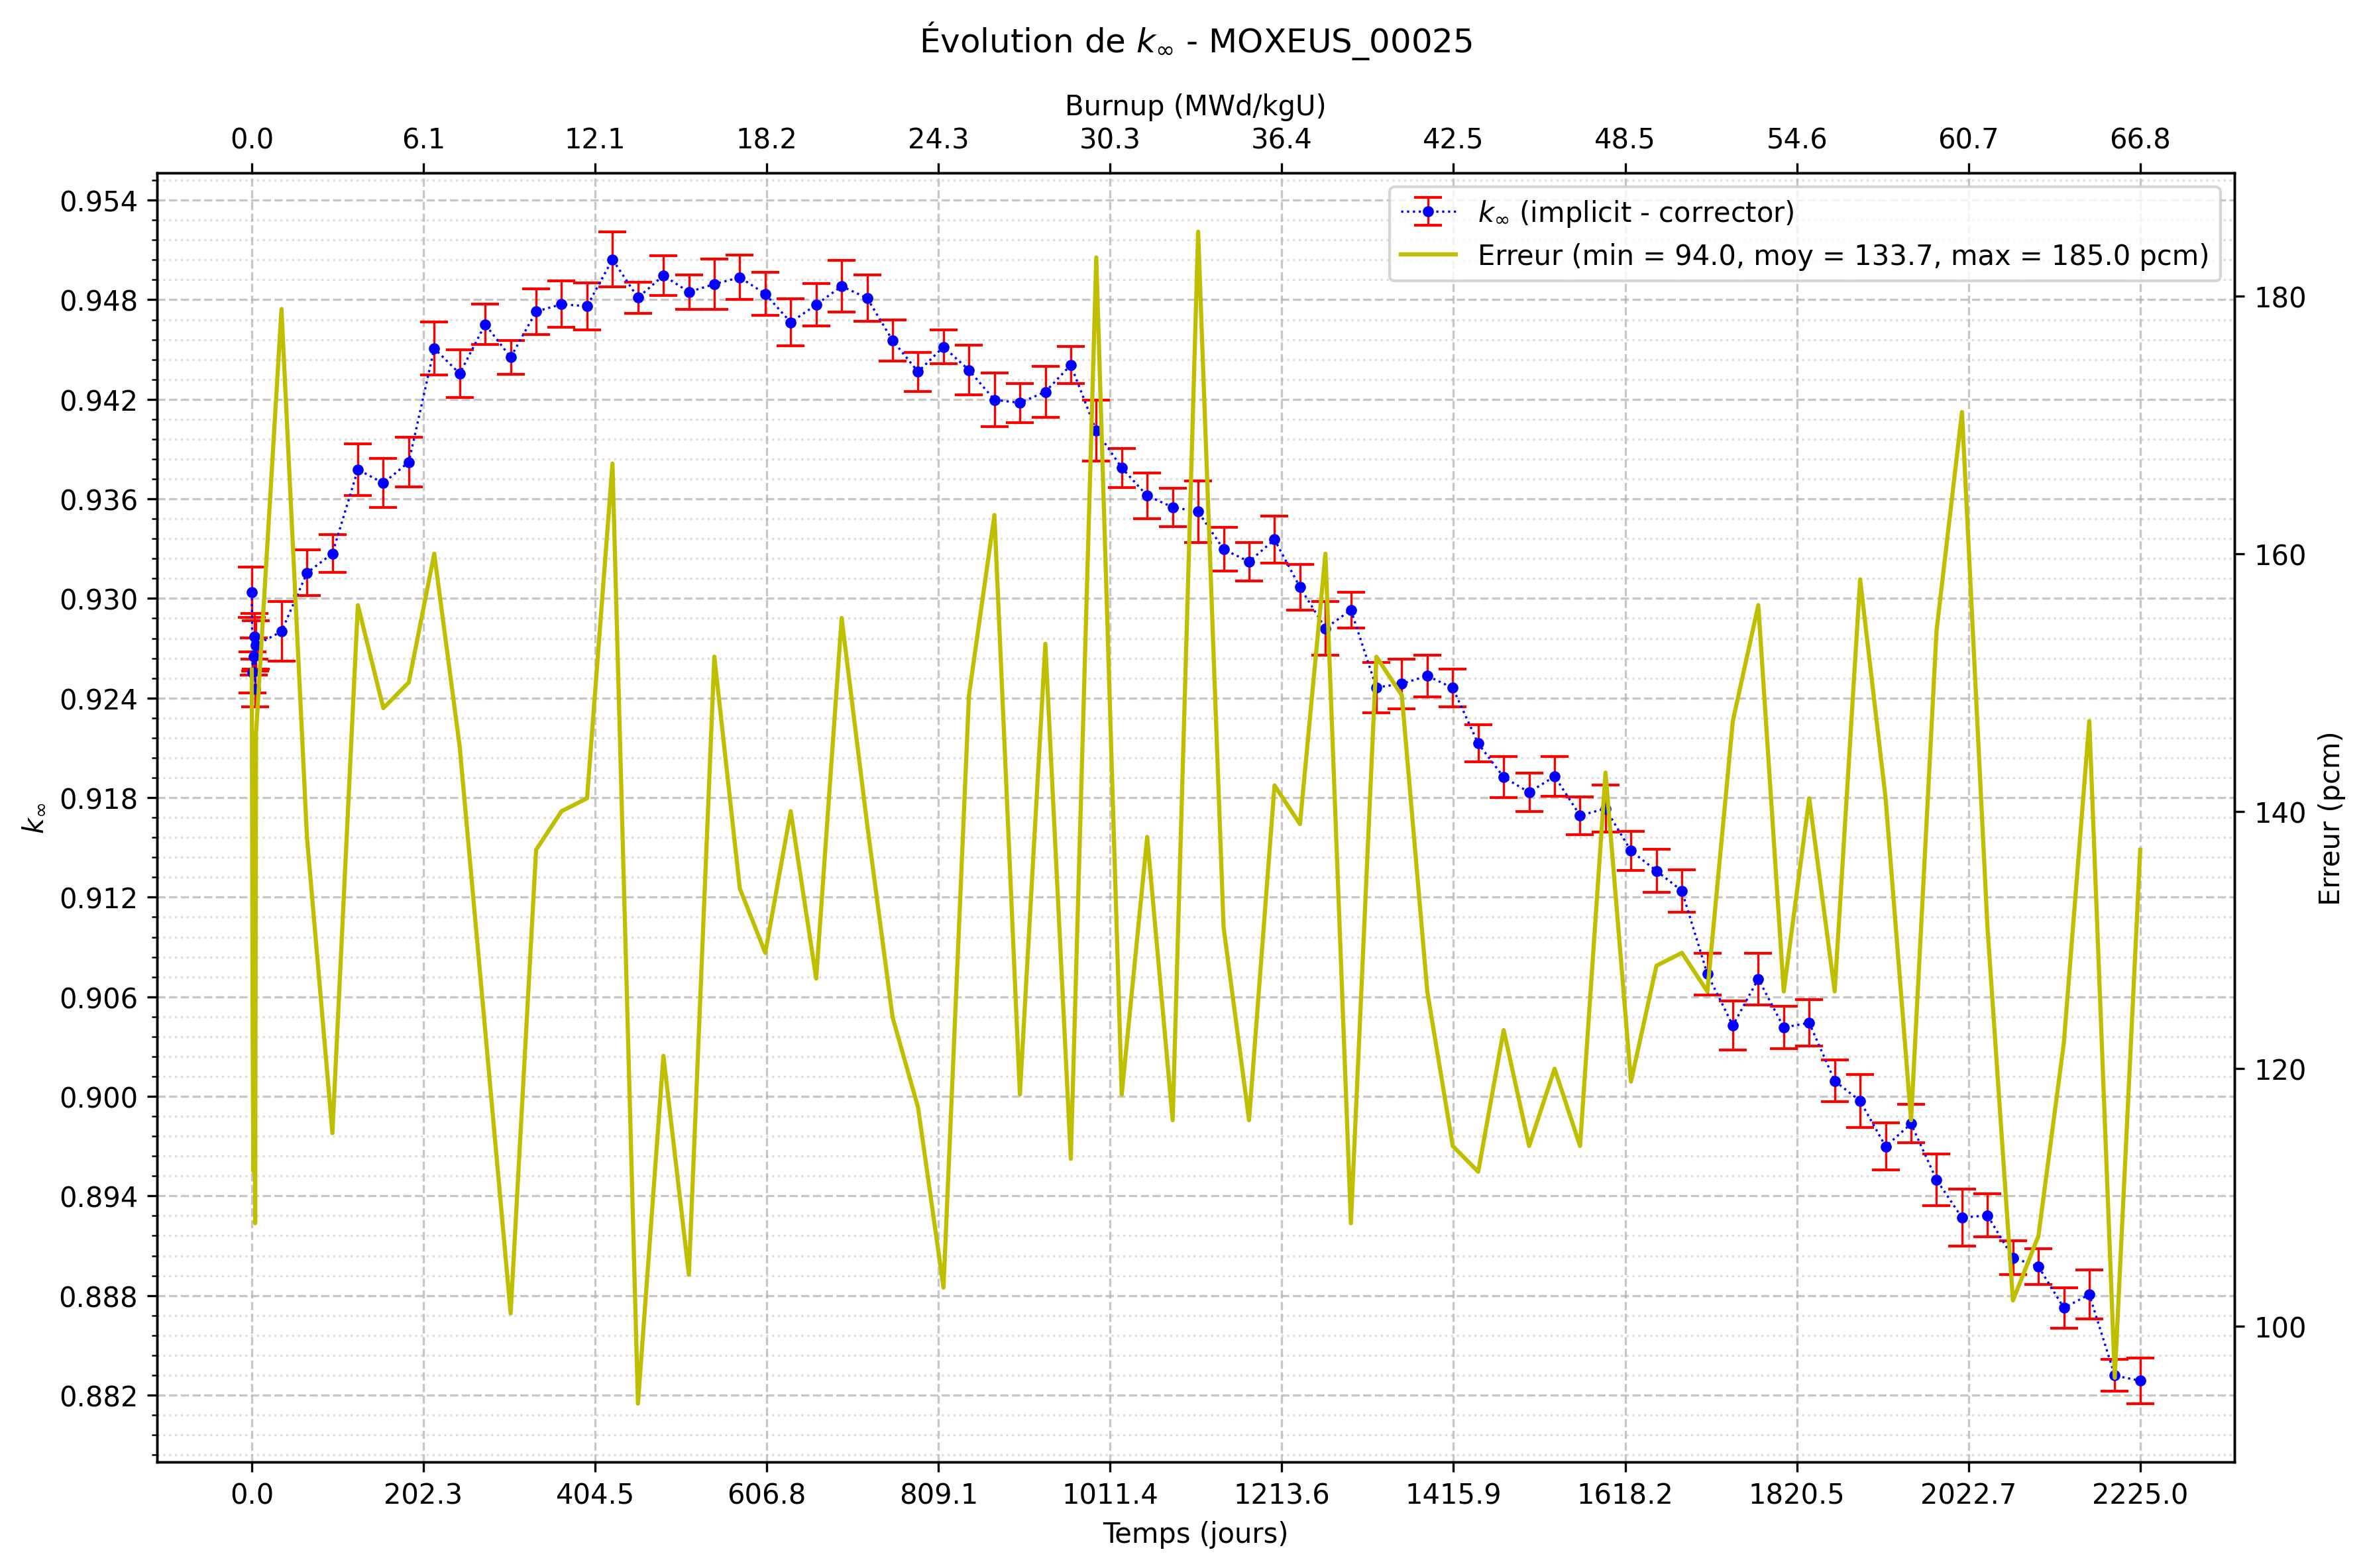 Évolution de k∞ - MOXEUS_00025
Burnup (MWd/kgU)
0.0 6.1 12.1 18.2 24.3 30.3 36.4 42.5 48.5 54.6 60.7 66.8
k∞ (implicit - corrector)
Erreur (min = 94.0, moy = 133.7, max = 185.0 pcm)
k∞
0.954
0.948
0.942
0.936
0.930
0.924
0.918
0.912
0.906
0.900
0.894
0.888
0.882
180
160
140
120
100
Erreur (pcm)
0.0 202.3 404.5 606.8 809.1 1011.4 1213.6 1415.9 1618.2 1820.5 2022.7 2225.0
Temps (jours)